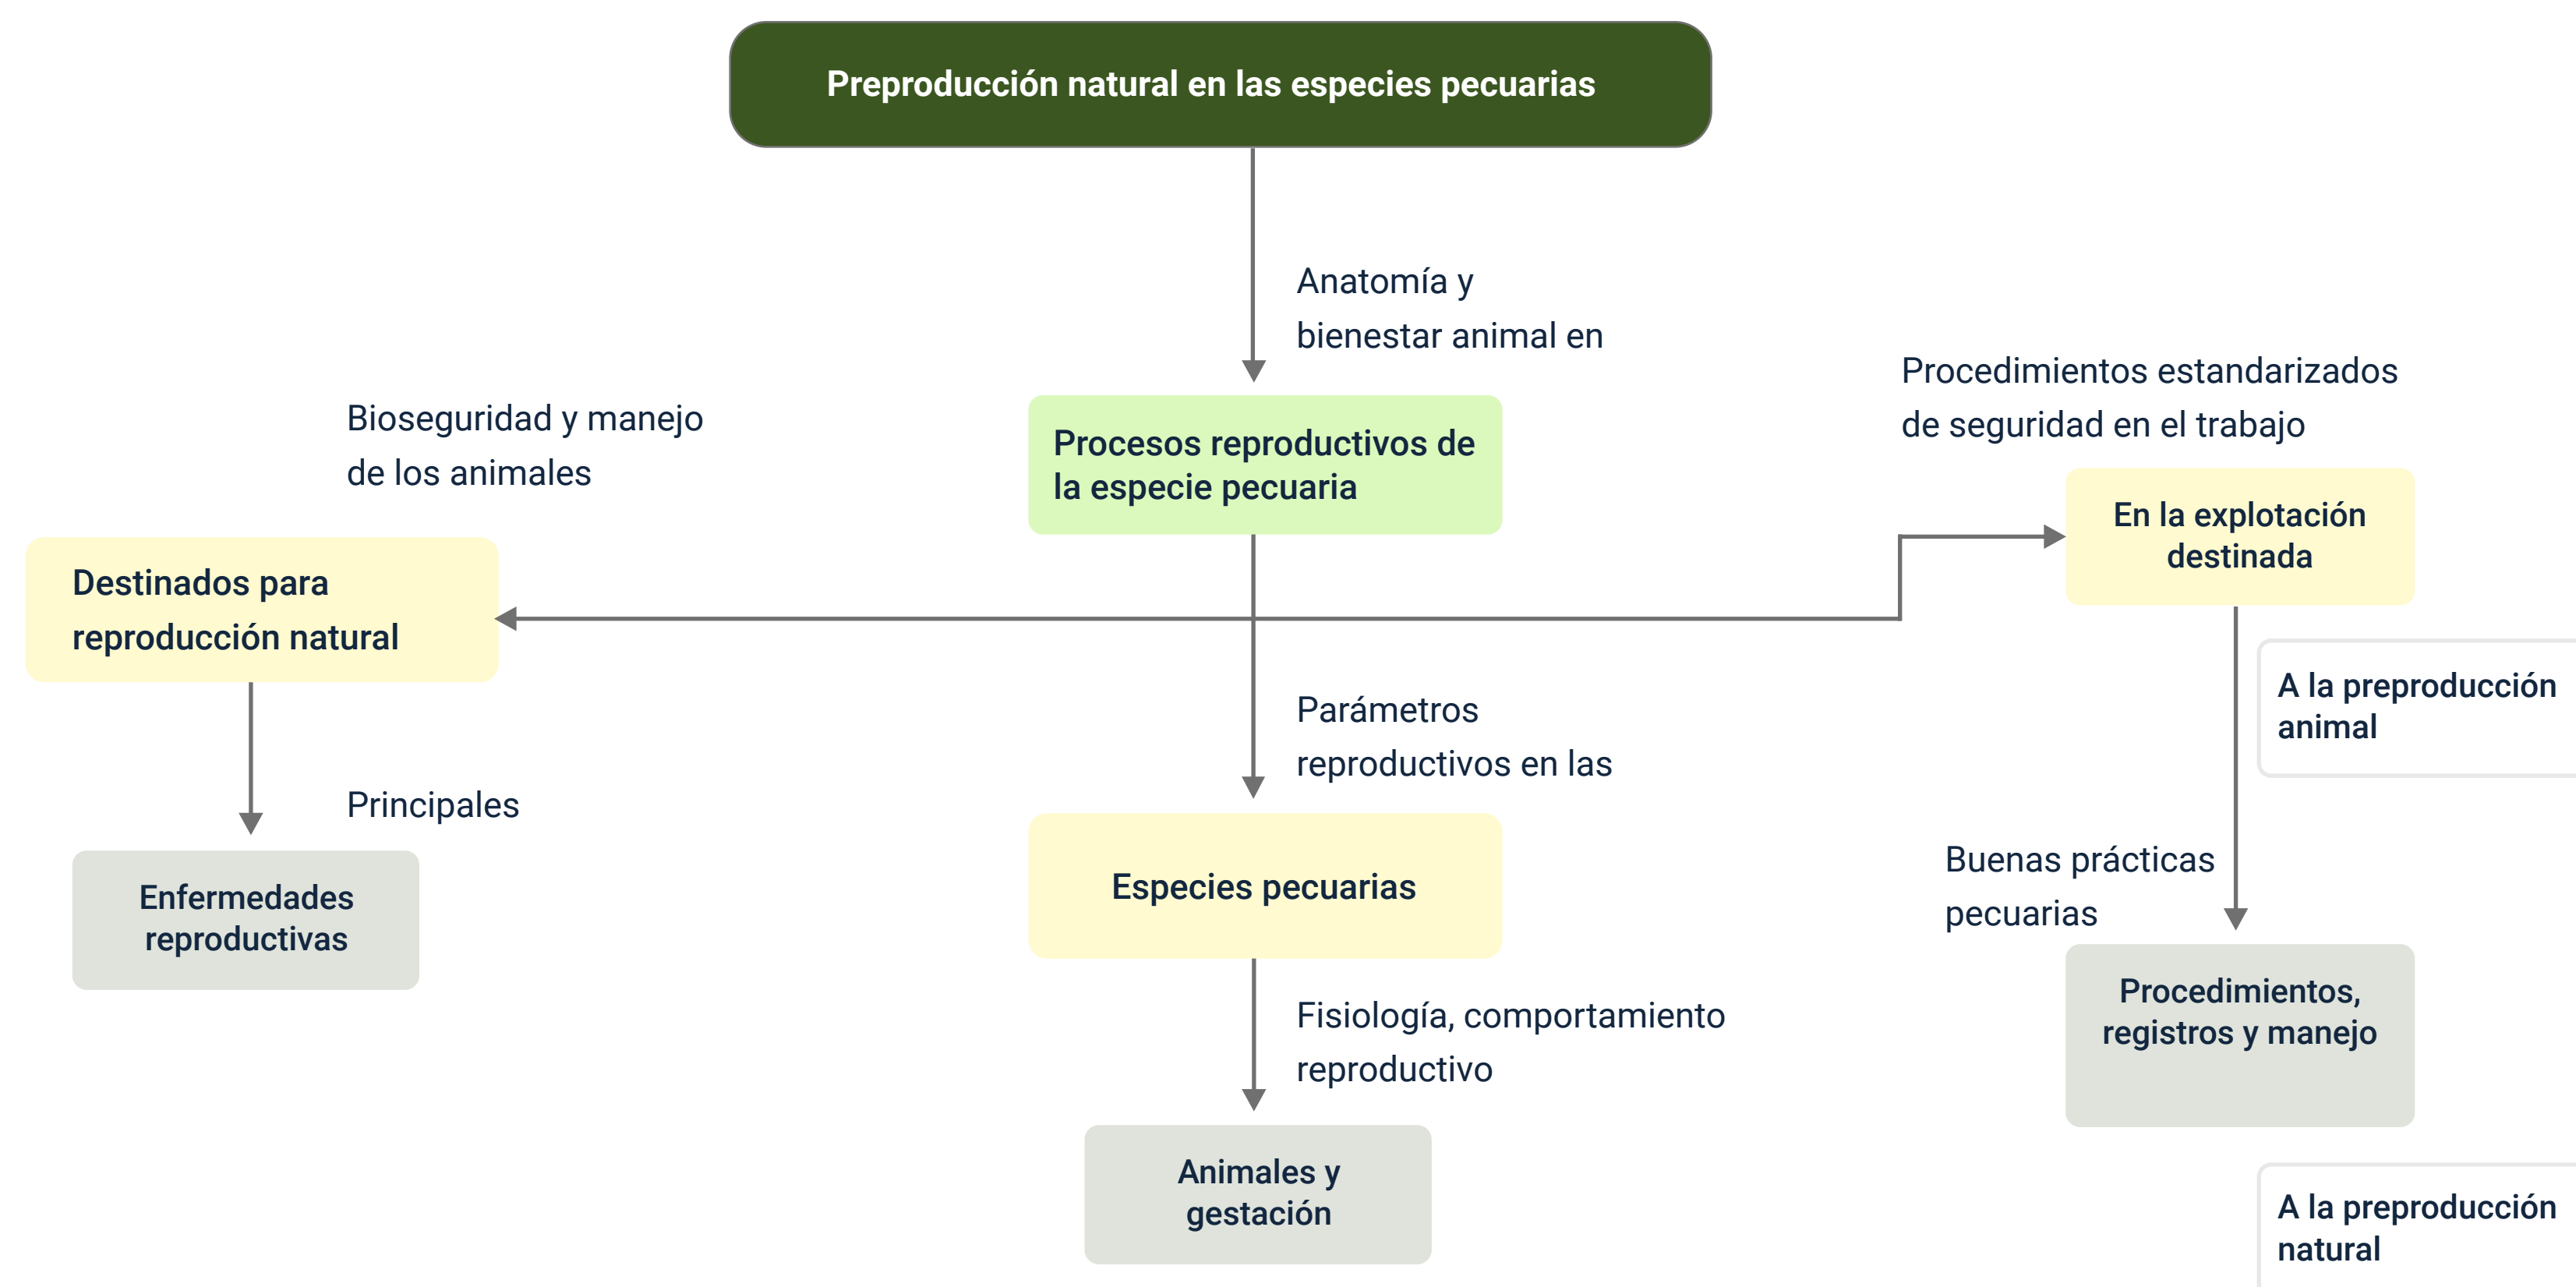 Preproducción natural en las especies pecuarias
Anatomía y
bienestar animal en
Procedimientos estandarizados
de seguridad en el trabajo
Bioseguridad y manejo
de los animales
Procesos reproductivos de
la especie pecuaria
En la explotación
destinada
Destinados para
reproducción natural
A la preproducción
animal
Parámetros
reproductivos en las
Principales
Buenas prácticas
pecuarias
Enfermedades
reproductivas
Especies pecuarias
Procedimientos,
registros y manejo
Fisiología, comportamiento
reproductivo
Animales y
gestación
A la preproducción
natural